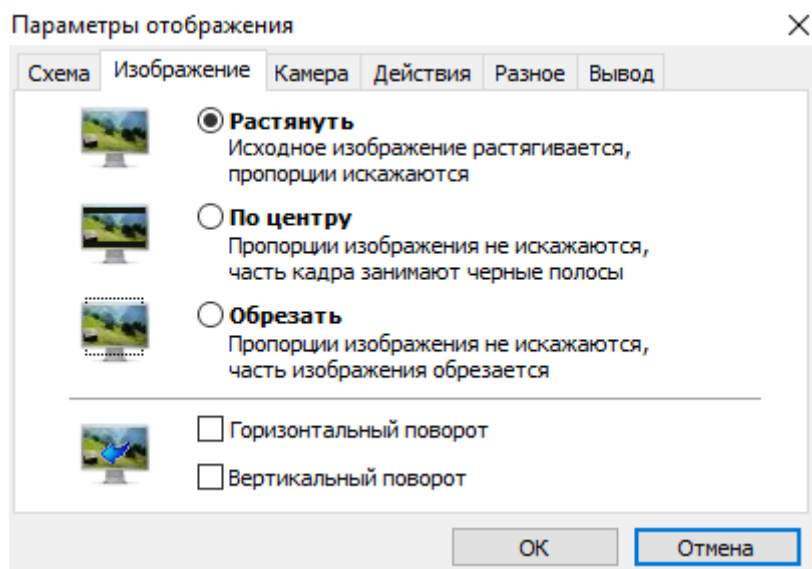 Параметры отображения
Схема Изображение Камера Действия Разное Вывод
Растянуть
Исходное изображение растягивается,
пропорции искажаются
По центру
Пропорции изображения не искажаются,
часть кадра занимают черные полосы
Обрезать
Пропорции изображения не искажаются,
часть изображения обрезается
Горизонтальный поворот
Вертикальный поворот
ОК Отмена